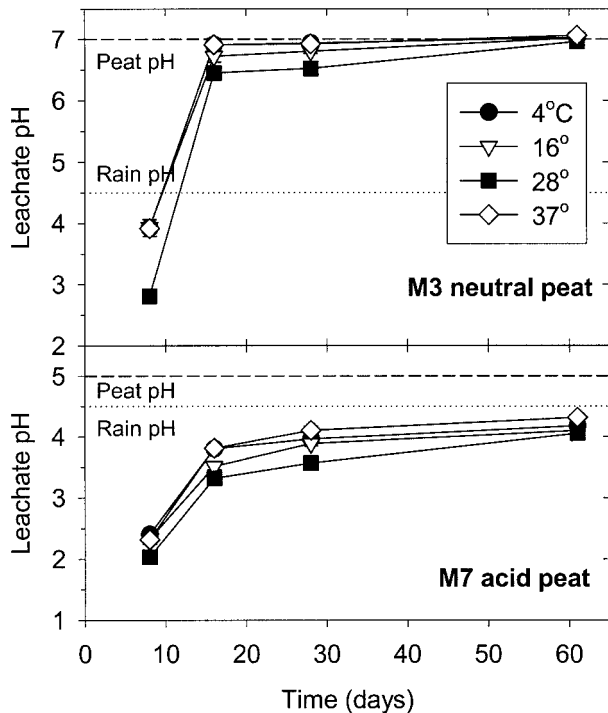 7
Peat pH
6
5
Rain pH
4
3
2
Leachate pH
4°C
16°
28°
37°
M3 neutral peat
5
Peat pH
4
Rain pH
3
2
1
Leachate pH
M7 acid peat
0 10 20 30 40 50 60
Time (days)